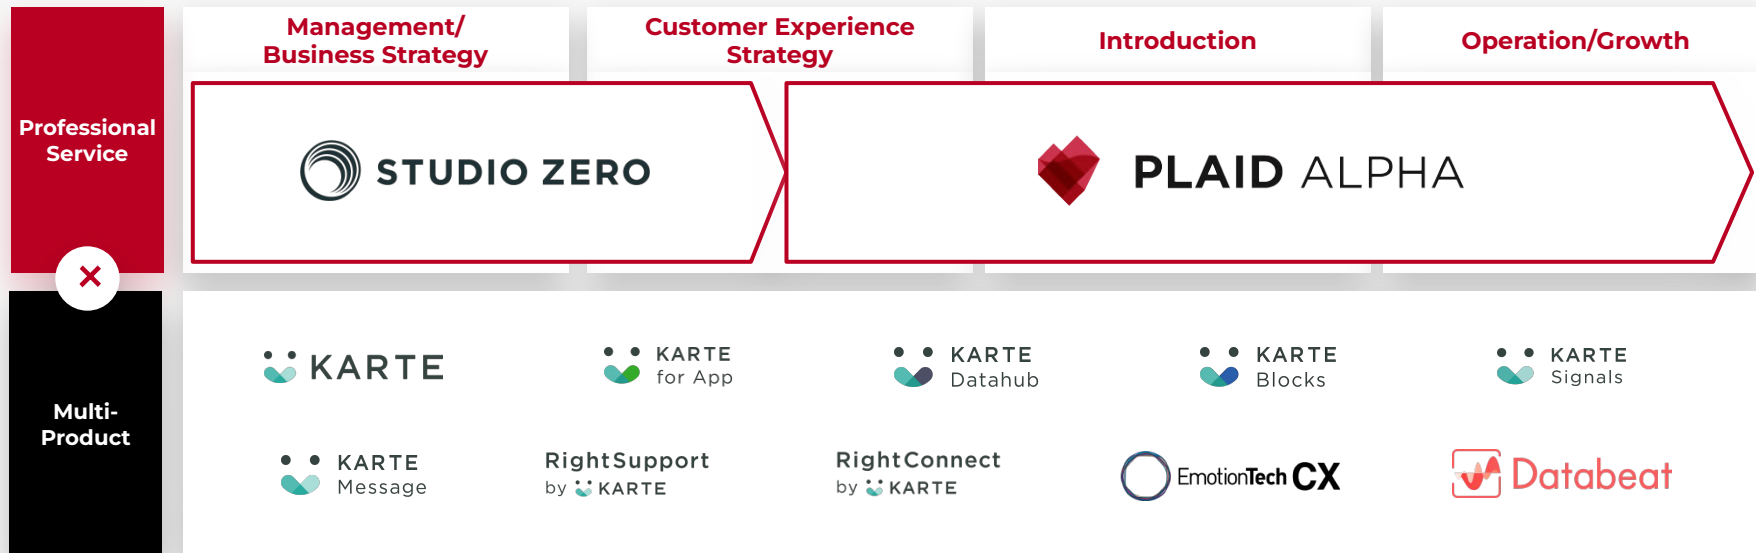 Management/
Business Strategy
Customer Experience
Strategy
Introduction
Operation/Growth
Professional
Service
STUDIO ZERO
PLAID ALPHA
×
Multi-
Product
KARTE
KARTE
for App
KARTE
Datahub
KARTE
Blocks
KARTE
Signals
KARTE
Message
RightSupport
by KARTE
RightConnect
by KARTE
EmotionTech CX
Databeat